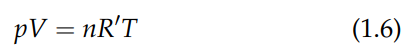 pV = nR′T (1.6)